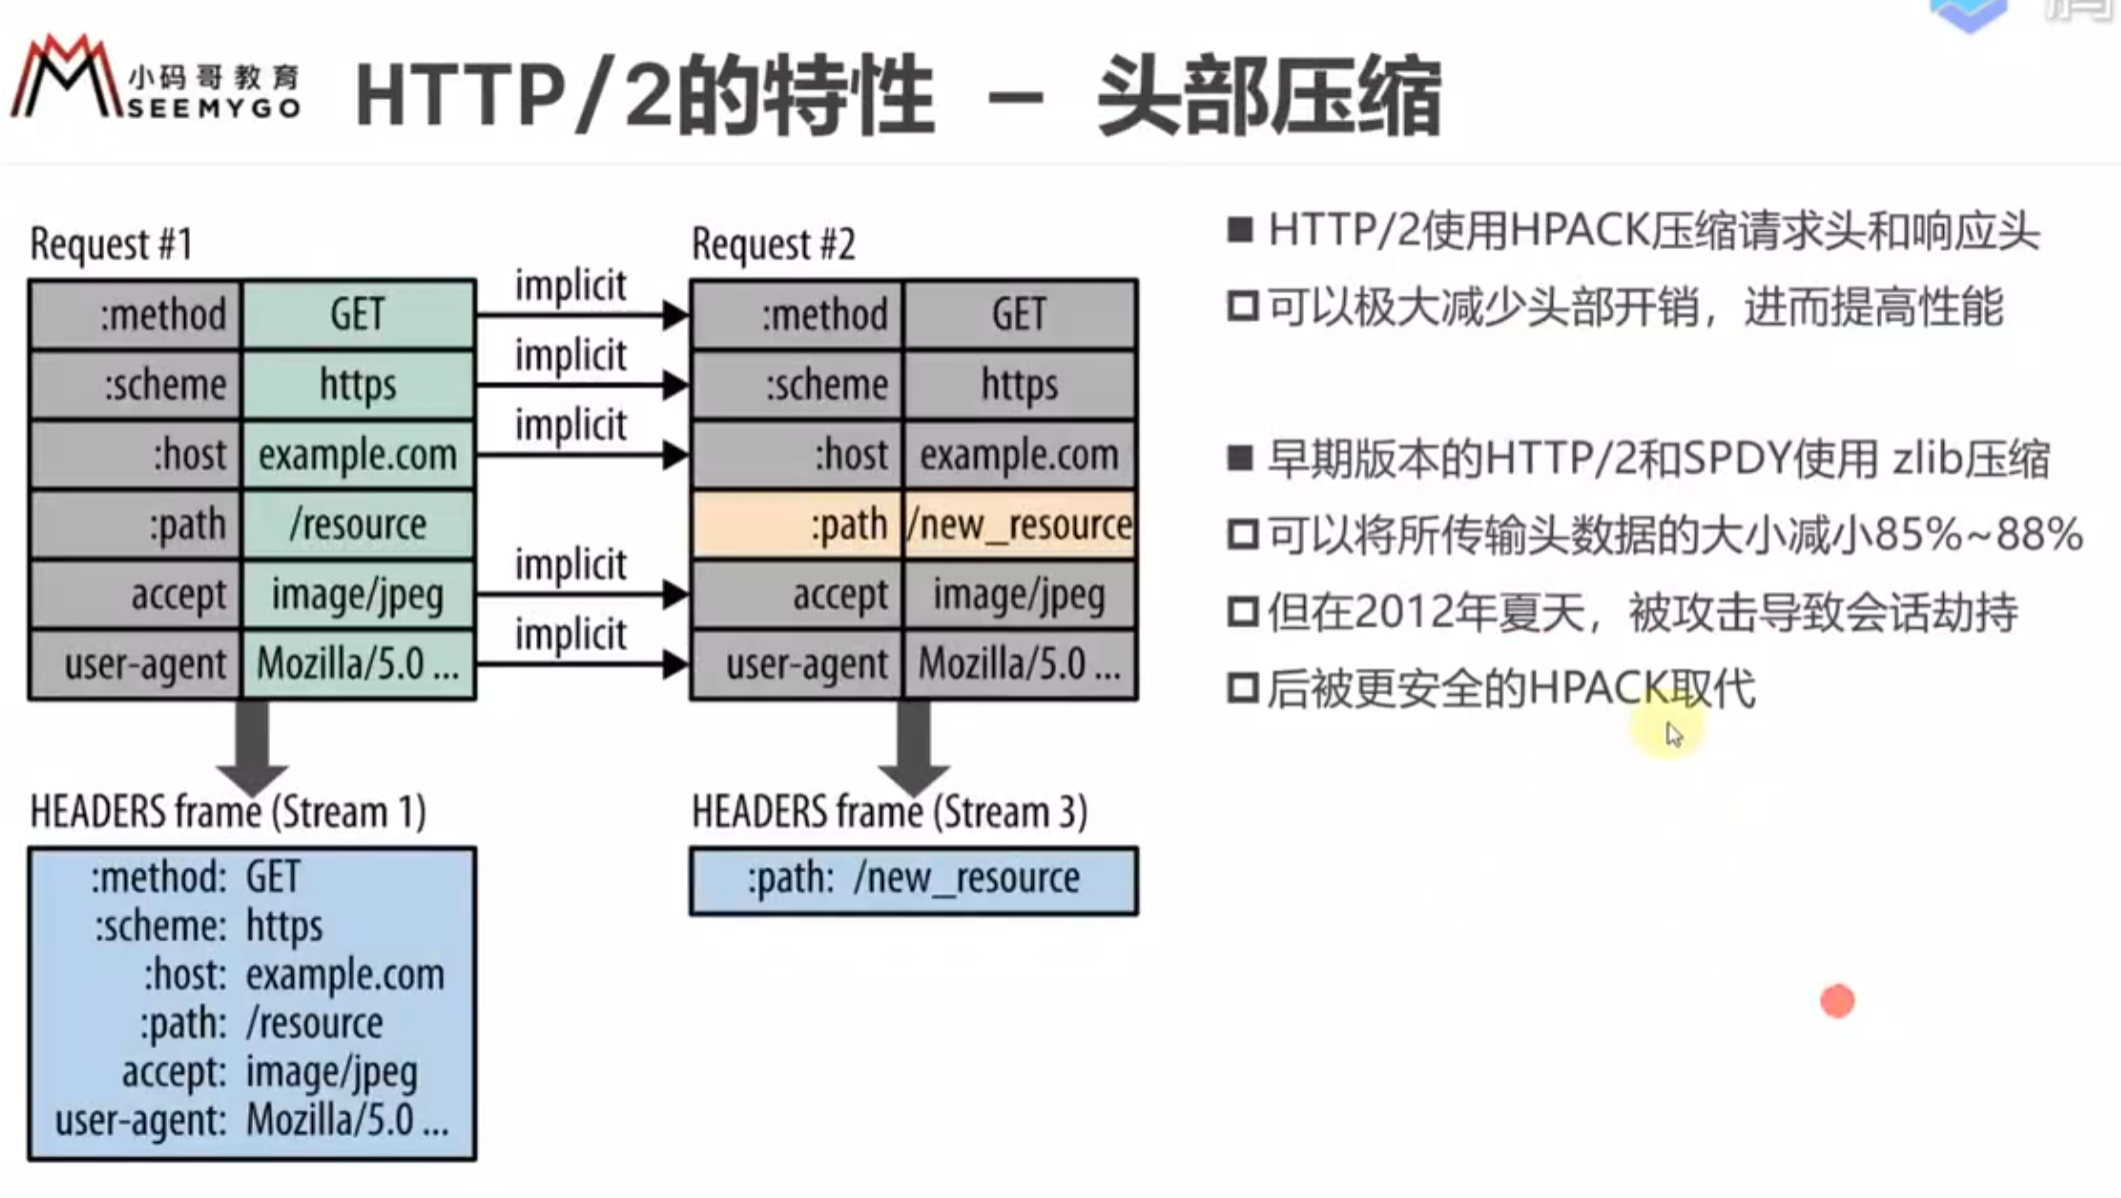 小码哥教育
SEEMYGO
HTTP/2的特性 – 头部压缩
Request #1
:method GET
:scheme https
:host example.com
:path /resource
accept image/jpeg
user-agent Mozilla/5.0 ...
implicit
implicit
implicit
implicit
implicit
Request #2
:method GET
:scheme https
:host example.com
:path /new_resource
accept image/jpeg
user-agent Mozilla/5.0 ...
HEADERS frame (Stream 1)
:method: GET
:scheme: https
:host: example.com
:path: /resource
accept: image/jpeg
user-agent: Mozilla/5.0 ...
HEADERS frame (Stream 3)
:path: /new_resource
HTTP/2使用HPACK压缩请求头和响应头
可以极大减少头部开销，进而提高性能
早期版本的HTTP/2和SPDY使用 zlib压缩
可以将所传输头数据的大小减小85%~88%
但在2012年夏天，被攻击导致会话劫持
后被更安全的HPACK取代